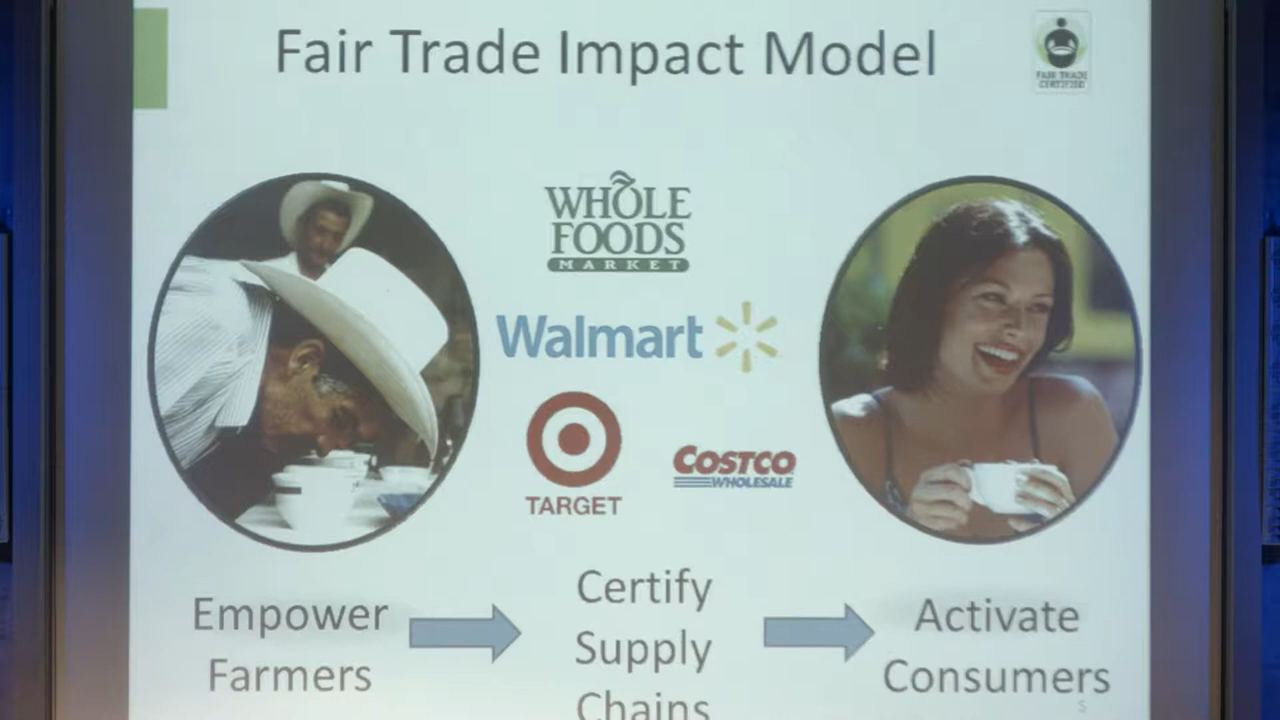 Fair Trade Impact Model
FAIR TRADE
CERTIFIED
WHOLE
FOODS
MARKET
Walmart
TARGET
COSTCO
WHOLESALE
Empower
Farmers
Certify
Supply
Chains
Activate
Consumers
5